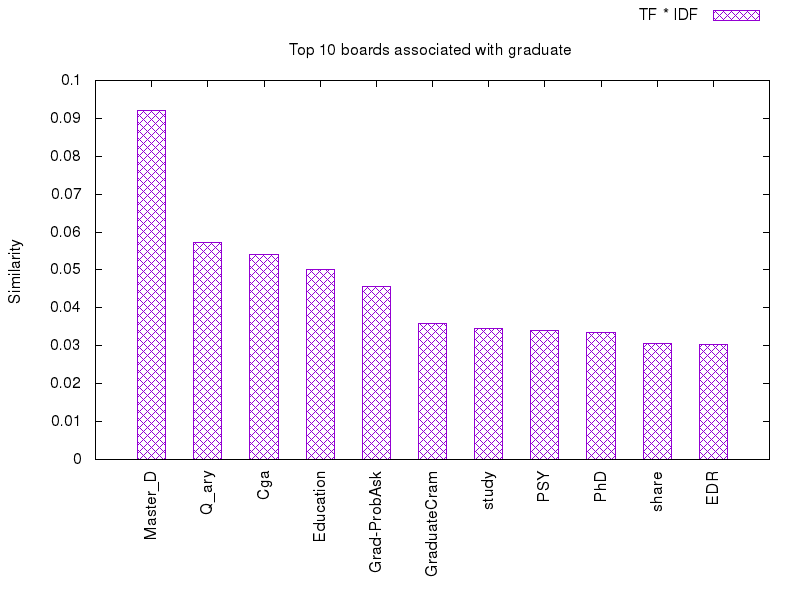 TF * IDF
Top 10 boards associated with graduate
Similarity
0.1
0.09
0.08
0.07
0.06
0.05
0.04
0.03
0.02
0.01
0
Master_D
Q_ary
Cga
Education
Grad-ProbAsk
GraduateCram
study
PSY
PhD
share
EDR